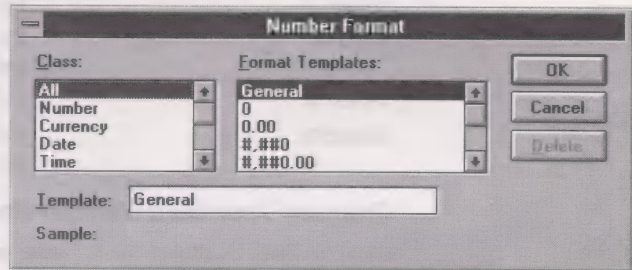 Number Format
Class:
All
Number
Currency
Date
Time
Format Templates:
General
0
0.00
#,##0
#,##0.00
OK
Cancel
Delete
Template: General
Sample: